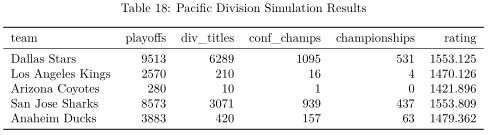 Table 18: Pacific Division Simulation Results
team playoffs div_titles conf_champs championships rating
Dallas Stars 9513 6289 1095 531 1553.125
Los Angeles Kings 2570 210 16 4 1470.126
Arizona Coyotes 280 10 1 0 1421.896
San Jose Sharks 8573 3071 939 437 1553.809
Anaheim Ducks 3883 420 157 63 1479.362